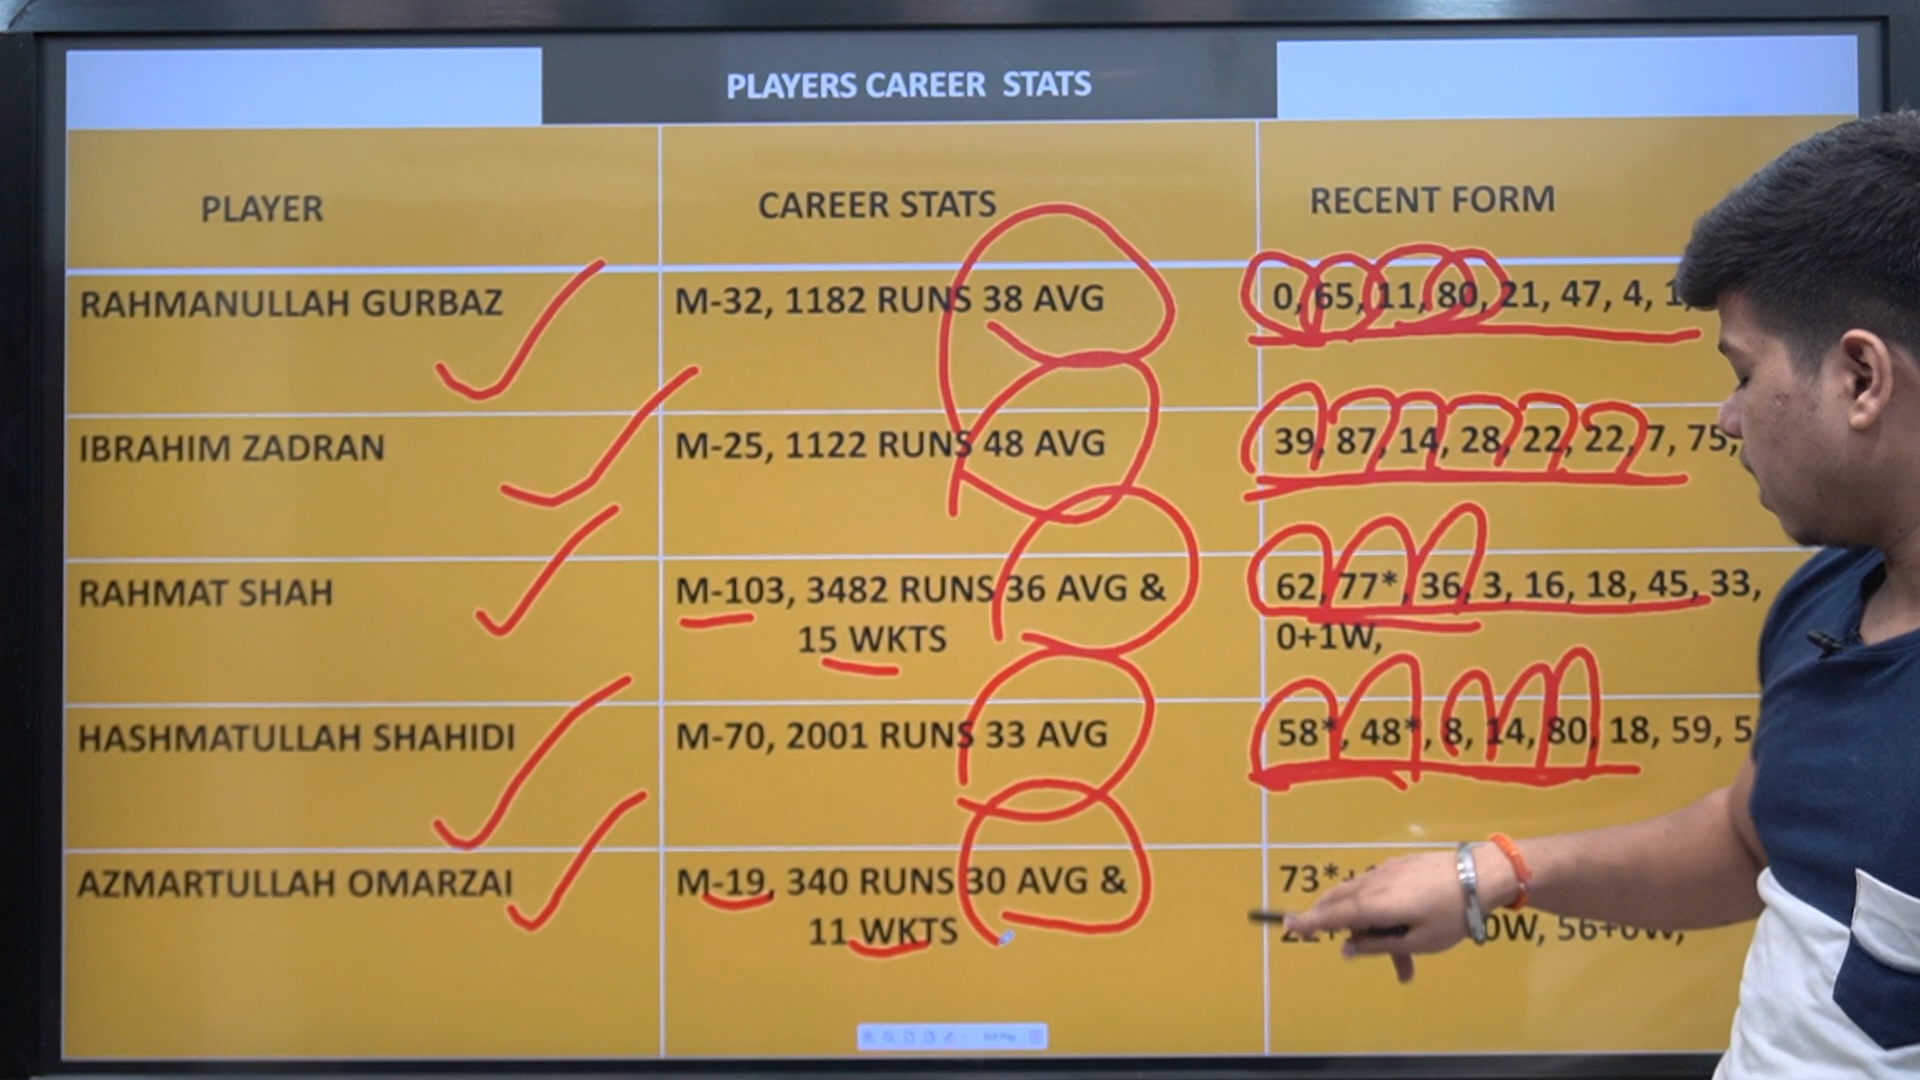 PLAYERS CAREER STATS
PLAYER CAREER STATS RECENT FORM
RAHMANULLAH GURBAZ M-32, 1182 RUNS 38 AVG 0, 65, 11, 80, 21, 47, 4,
IBRAHIM ZADRAN M-25, 1122 RUNS 48 AVG 39, 87, 14, 28, 22, 22, 7, 75,
RAHMAT SHAH M-103, 3482 RUNS 36 AVG & 62, 77*, 36, 3, 16, 18, 45, 33,
15 WKTS 0+1W,
HASHMATULLAH SHAHIDI M-70, 2001 RUNS 33 AVG 58*, 48*, 8, 14, 80, 18, 59,
AZMARTULLAH OMARZAI M-19, 340 RUNS 30 AVG & 73*+
11 WKTS 56+0W,